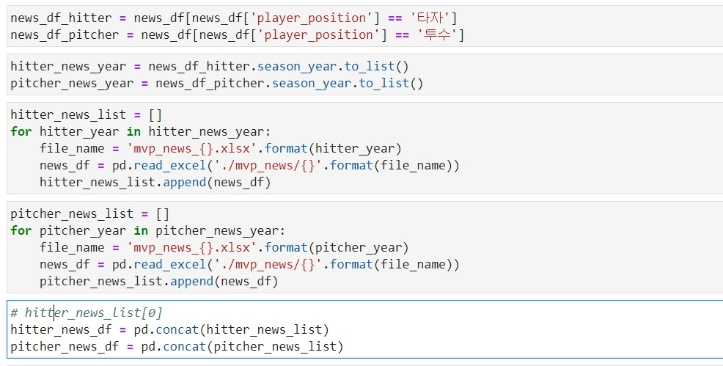 news_df_hitter = news_df[news_df['player_position'] == '타자']
news_df_pitcher = news_df[news_df['player_position'] == '투수']
hitter_news_year = news_df_hitter.season_year.to_list()
pitcher_news_year = news_df_pitcher.season_year.to_list()
hitter_news_list = []
for hitter_year in hitter_news_year:
    file_name = 'mvp_news_{}.xlsx'.format(hitter_year)
    news_df = pd.read_excel('./mvp_news/{}'.format(file_name))
    hitter_news_list.append(news_df)
pitcher_news_list = []
for pitcher_year in pitcher_news_year:
    file_name = 'mvp_news_{}.xlsx'.format(pitcher_year)
    news_df = pd.read_excel('./mvp_news/{}'.format(file_name))
    pitcher_news_list.append(news_df)
# hitter_news_list[0]
hitter_news_df = pd.concat(hitter_news_list)
pitcher_news_df = pd.concat(pitcher_news_list)